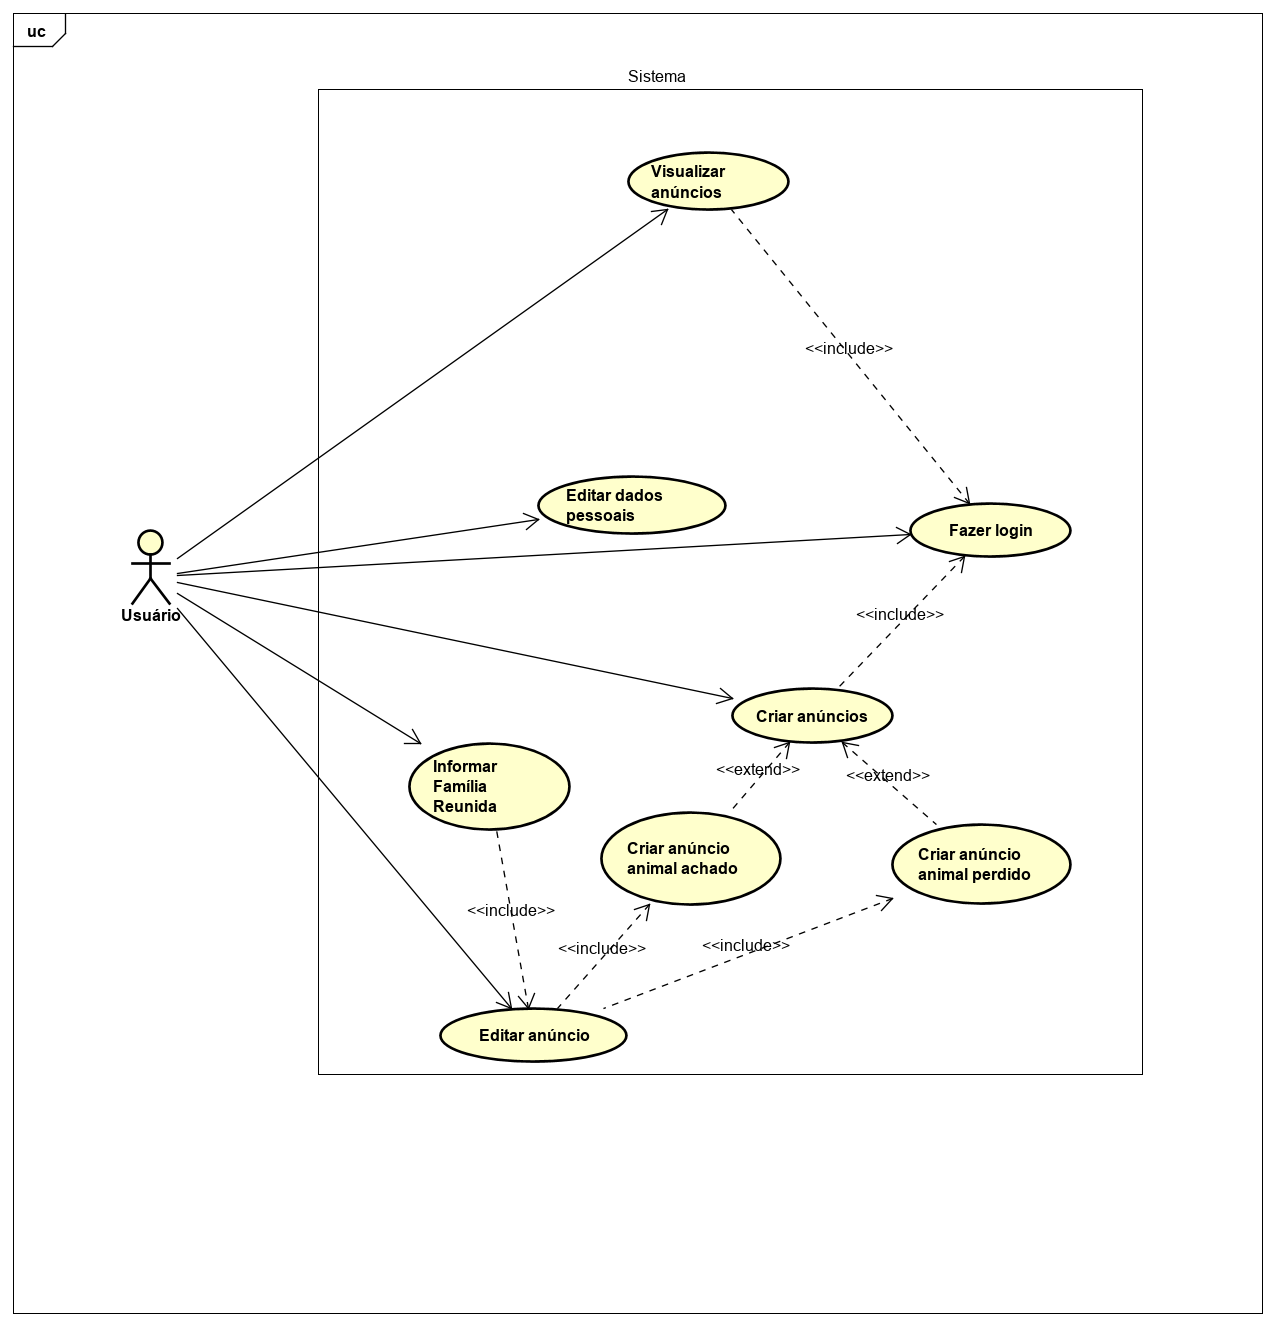 uc
Sistema
Visualizar
anúncios
<<include>>
Editar dados
pessoais
Fazer login
Usuário
<<include>>
Criar anúncios
Informar
Família
Reunida
<<extend>>
<<extend>>
Criar anúncio
animal achado
Criar anúncio
animal perdido
<<include>>
<<include>>
<<include>>
Editar anúncio